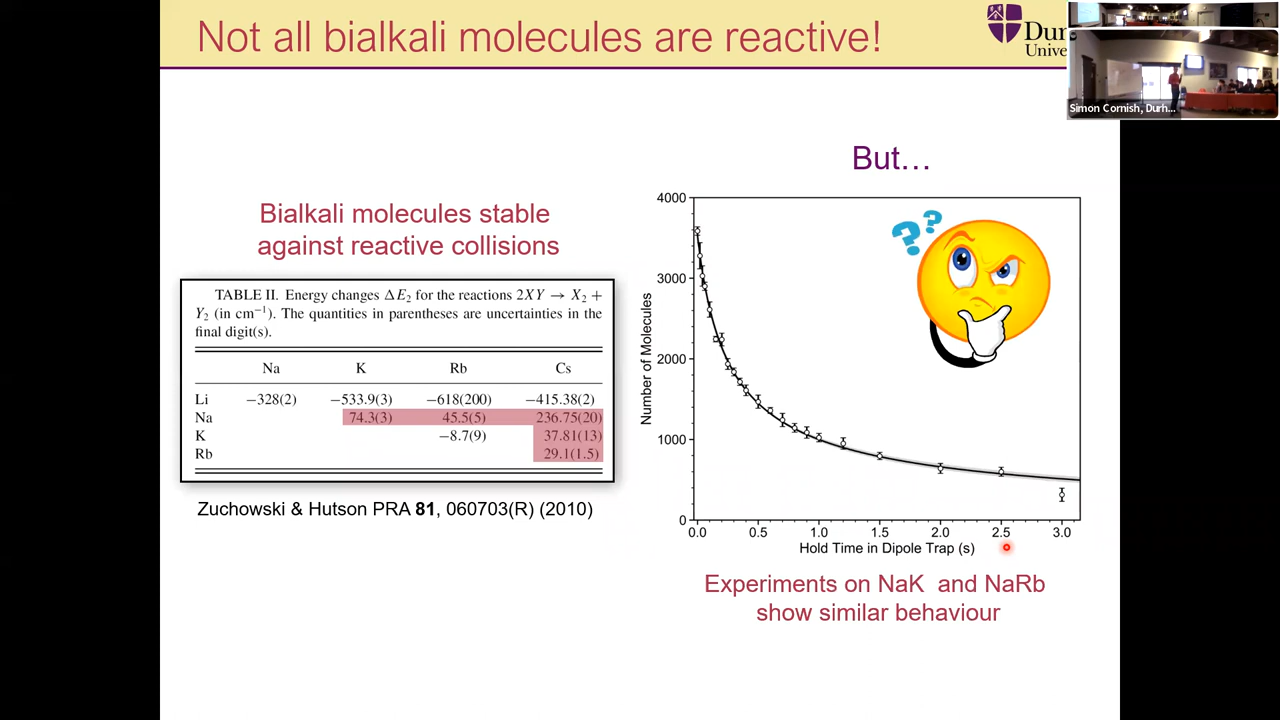 Not all bialkali molecules are reactive!
Dur
Unive
Simon Cornish, Durh...
But…
Bialkali molecules stable
against reactive collisions
TABLE II. Energy changes ΔE₂ for the reactions 2XY → X₂ +
Y₂ (in cm⁻¹). The quantities in parentheses are uncertainties in the
final digit(s).
Na K Rb Cs
Li −328(2) −533.9(3) −618(200) −415.38(2)
Na 74.3(3) 45.5(5) 236.75(20)
K −8.7(9) 37.81(13)
Rb 29.1(1.5)
Zuchowski & Hutson PRA 81, 060703(R) (2010)
Number of Molecules
4000
3000
2000
1000
0
0.0 0.5 1.0 1.5 2.0 2.5 3.0
Hold Time in Dipole Trap (s)
? ?
Experiments on NaK and NaRb
show similar behaviour